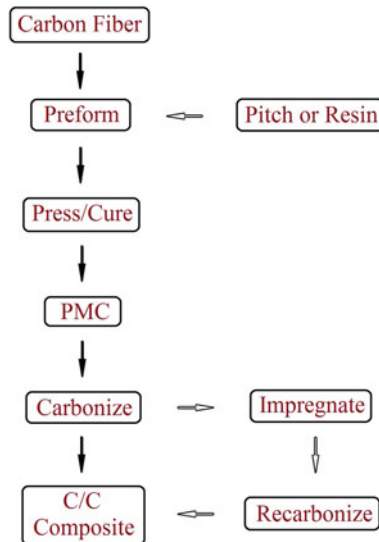 Carbon Fiber
Preform
Pitch or Resin
Press/Cure
PMC
Carbonize
Impregnate
C/C
Composite
Recarbonize